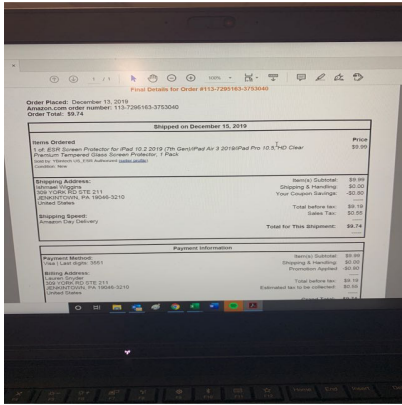 1 / 1
100%
Final Details for Order #113-7295163-3753040
Order Placed: December 13, 2019
Amazon.com order number: 113-7295163-3753040
Order Total: $9.74
Shipped on December 15, 2019
Items Ordered Price
1 of: ESR Screen Protector for iPad 10.2 2019 (7th Gen)/iPad Air 3 2019/iPad Pro 10.5, HD Clear $9.99
Premium Tempered Glass Screen Protector, 1 Pack
Condition: New
Shipping Address:
Ishmael Wiggins
309 YORK RD STE 211
JENKINTOWN, PA 19046-3210
United States
Item(s) Subtotal: $9.99
Shipping & Handling: $0.00
Your Coupon Savings: -$0.80
Total before tax: $9.19
Sales Tax: $0.55
Shipping Speed:
Amazon Day Delivery
Total for This Shipment: $9.74
Payment information
Payment Method:
Visa | Last digits: 3551
Billing Address:
Lauren Snyder
309 YORK RD STE 211
JENKINTOWN, PA 19046-3210
United States
Item(s) Subtotal: $9.99
Shipping & Handling: $0.00
Promotion Applied: -$0.80
Total before tax: $9.19
Estimated tax to be collected: $0.55